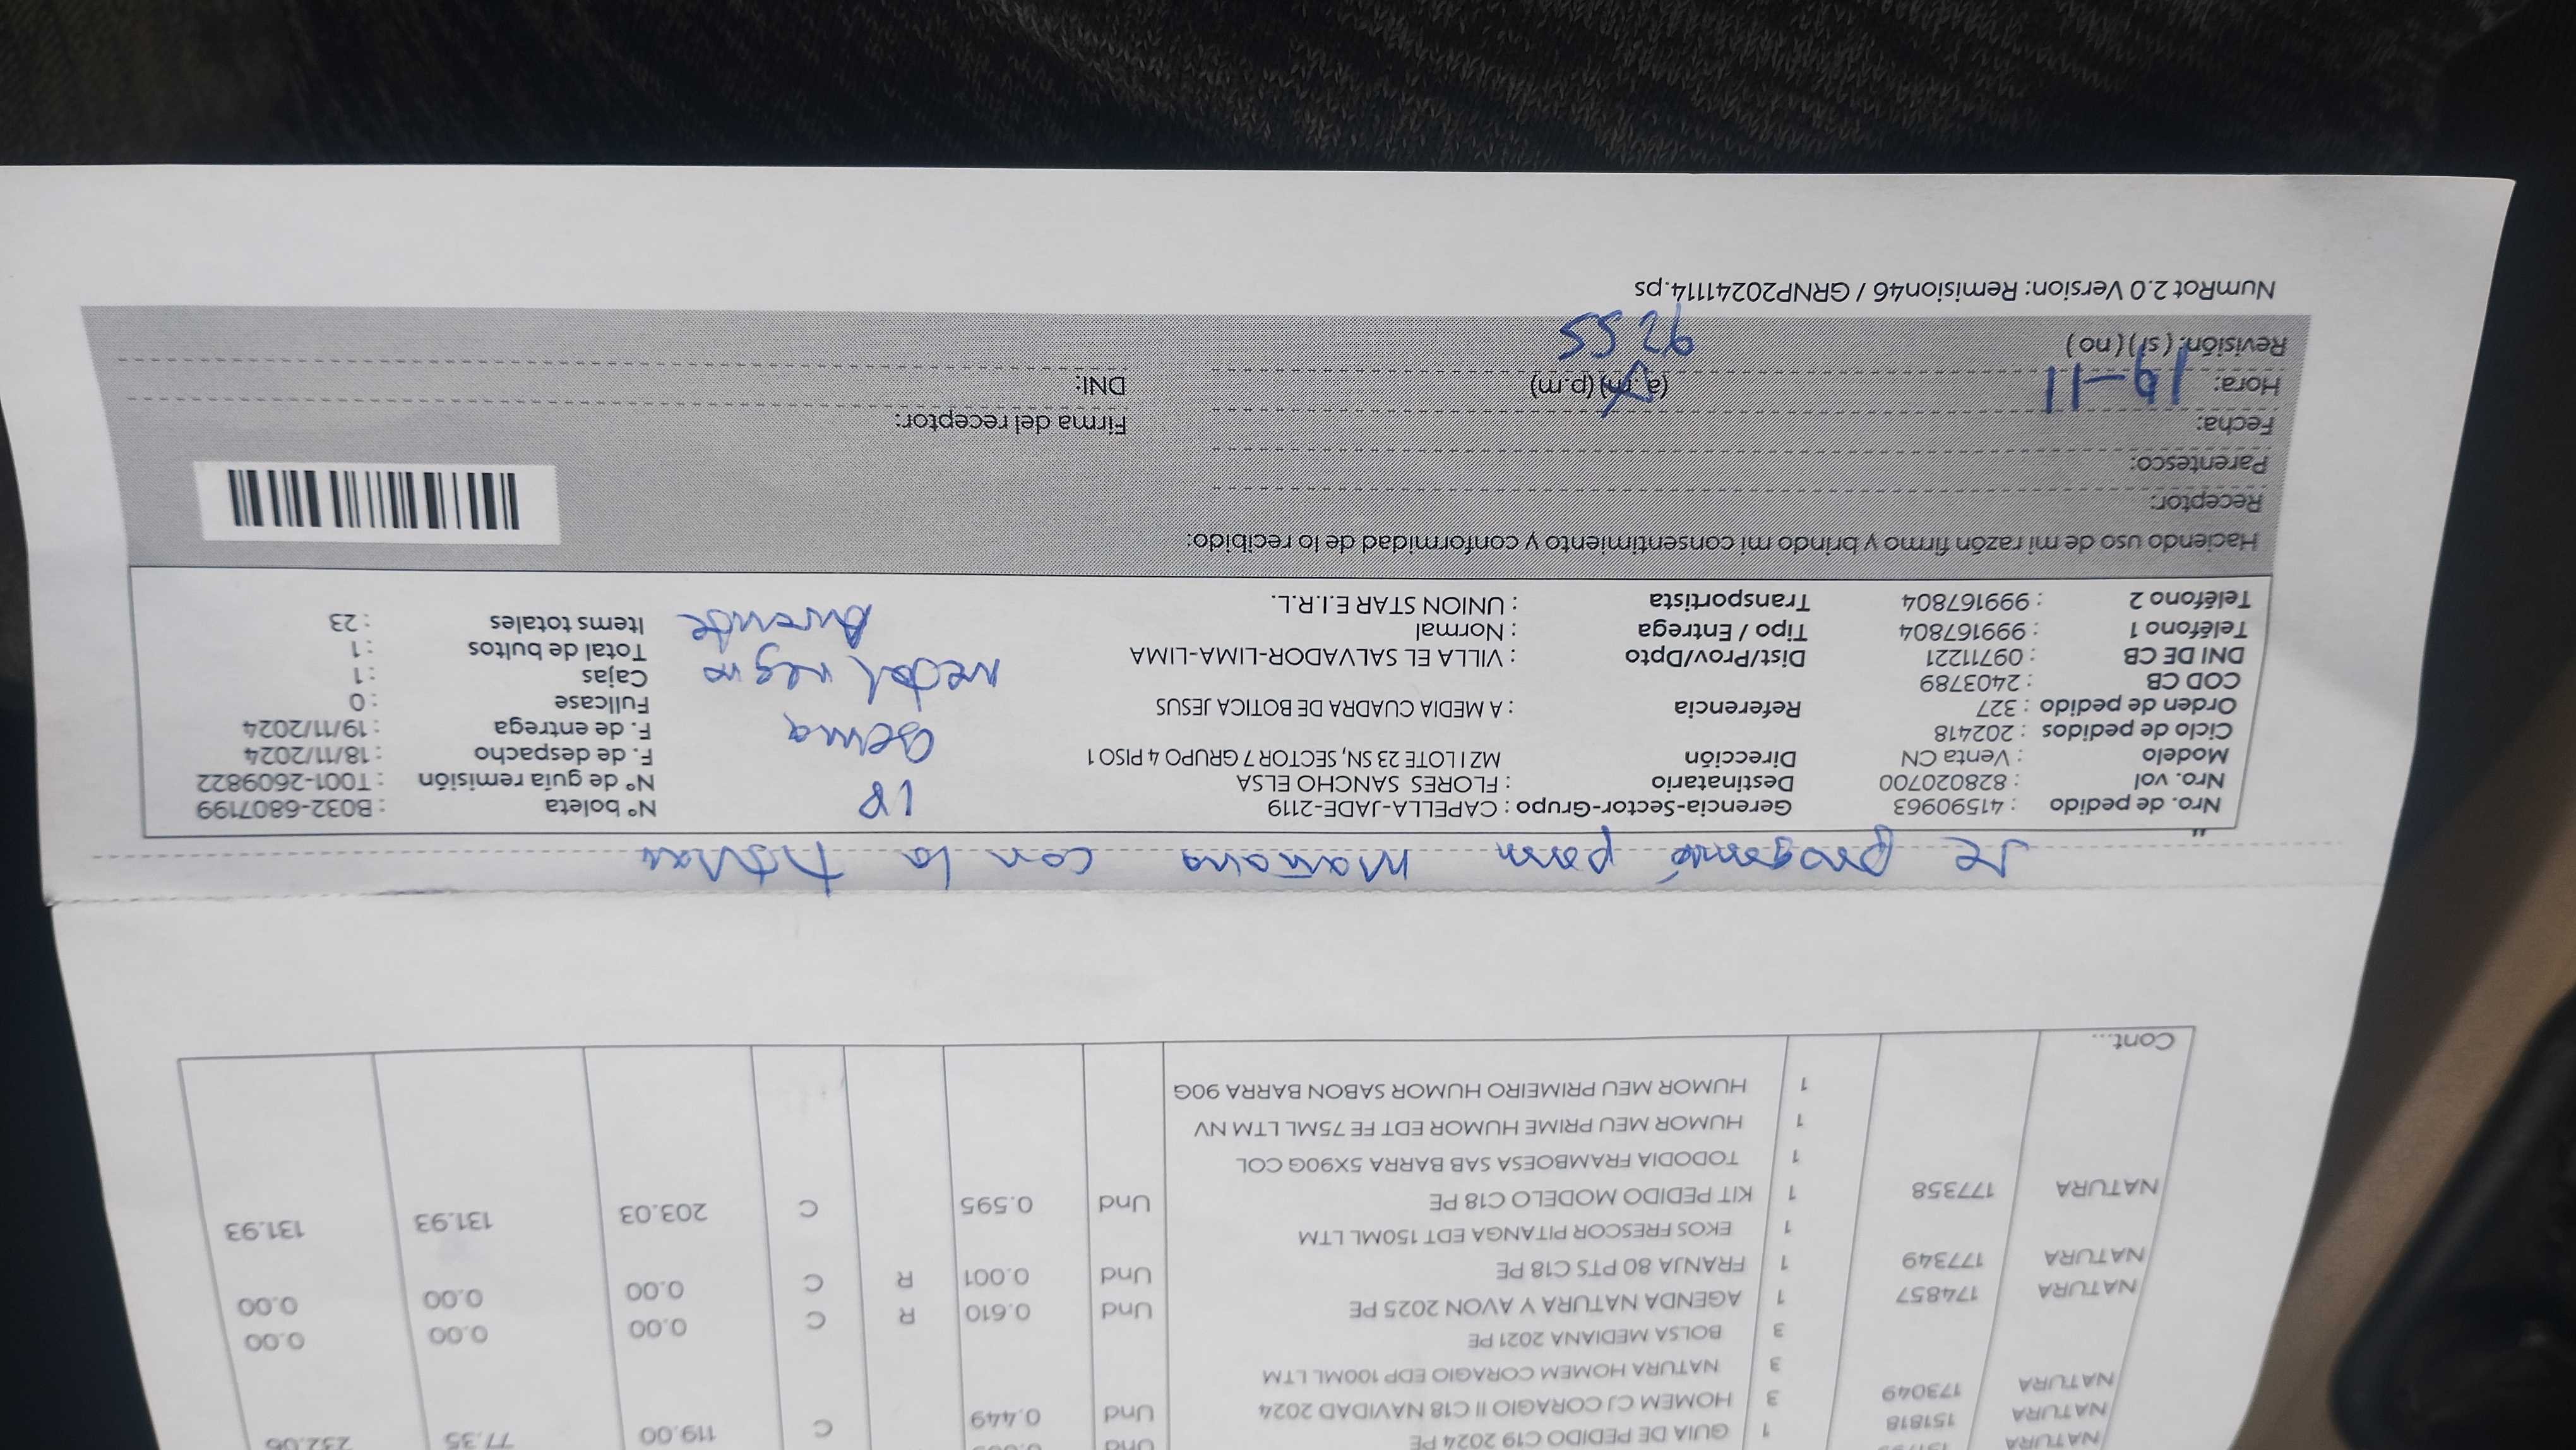 NATURA 151818 1 GUIA DE PEDIDO C19 2024 PE Und
NATURA 173049 3 HOMEM CJ CORAGIO II C18 NAVIDAD 2024 Und 0.449 C 119.00 77.35 232.06
3 NATURA HOMEM CORAGIO EDP 100ML LTM
3 BOLSA MEDIANA 2021 PE
NATURA 174857 1 AGENDA NATURA Y AVON 2025 PE Und 0.610 R C 0.00 0.00 0.00
NATURA 177349 1 FRANJA 80 PTS C18 PE Und 0.001 R C 0.00 0.00 0.00
1 EKOS FRESCOR PITANGA EDT 150ML LTM
NATURA 177358 1 KIT PEDIDO MODELO C18 PE Und 0.595 C 203.03 131.93 131.93
1 TODODIA FRAMBOESA SAB BARRA 5X90G COL
1 HUMOR MEU PRIME HUMOR EDT FE 75ML LTM NV
1 HUMOR MEU PRIMEIRO HUMOR SABON BARRA 90G
Cont...
se para mañana con la
Nro. de pedido : 41590963 Gerencia-Sector-Grupo : CAPELLA-JADE-2119 N° boleta : B032-6807199
Nro. vol : 828020700 Destinatario : FLORES SANCHO ELSA N° de guía remisión : T001-2609822
Modelo : Venta CN Dirección MZ I LOTE 23 SN, SECTOR 7 GRUPO 4 PISO 1 F. de despacho : 18/11/2024
Ciclo de pedidos : 202418 F. de entrega : 19/11/2024
Orden de pedido : 327 Referencia : A MEDIA CUADRA DE BOTICA JESUS Fullcase : 0
COD CB : 2403789 Cajas : 1
DNI DE CB : 09711221 Dist/Prov/Dpto : VILLA EL SALVADOR-LIMA-LIMA Total de bultos : 1
Teléfono 1 : 999167804 Tipo / Entrega : Normal Items totales : 23
Teléfono 2 : 999167804 Transportista : UNION STAR E.I.R.L.
1P
negro
Haciendo uso de mi razón firmo y brindo mi consentimiento y conformidad de lo recibido:
Receptor:
Parentesco:
Fecha: Firma del receptor:
Hora: 19-11 (a.m) (p.m) DNI:
Revisión: (si) (no) 9255
NumRot 2.0 Version: Remision46 / GRNP20241114.ps